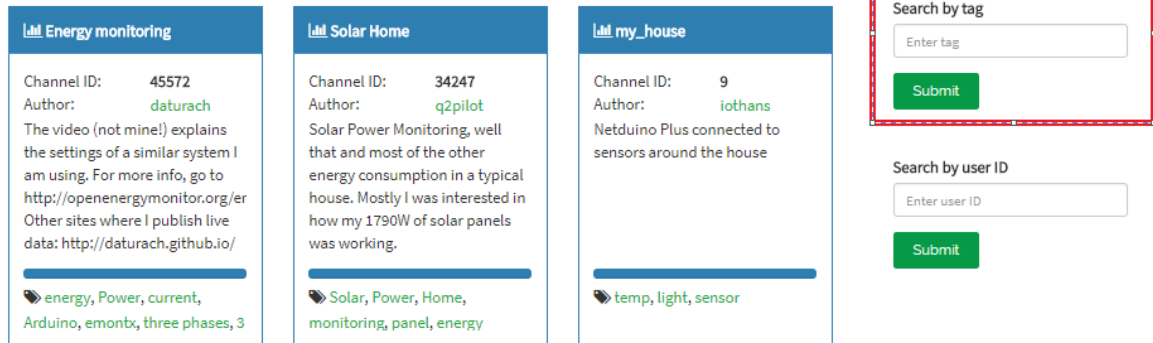 Energy monitoring
Channel ID: 45572
Author: daturach
The video (not mine!) explains
the settings of a similar system I
am using. For more info, go to
http://openenergymonitor.org/er
Other sites where I publish live
data: http://daturach.github.io/
energy, Power, current,
Arduino, emontx, three phases, 3
Solar Home
Channel ID: 34247
Author: q2pilot
Solar Power Monitoring, well
that and most of the other
energy consumption in a typical
house. Mostly I was interested in
how my 1790W of solar panels
was working.
Solar, Power, Home,
monitoring, panel, energy
my_house
Channel ID: 9
Author: iothans
Netduino Plus connected to
sensors around the house
temp, light, sensor
Search by tag
Enter tag
Submit
Search by user ID
Enter user ID
Submit